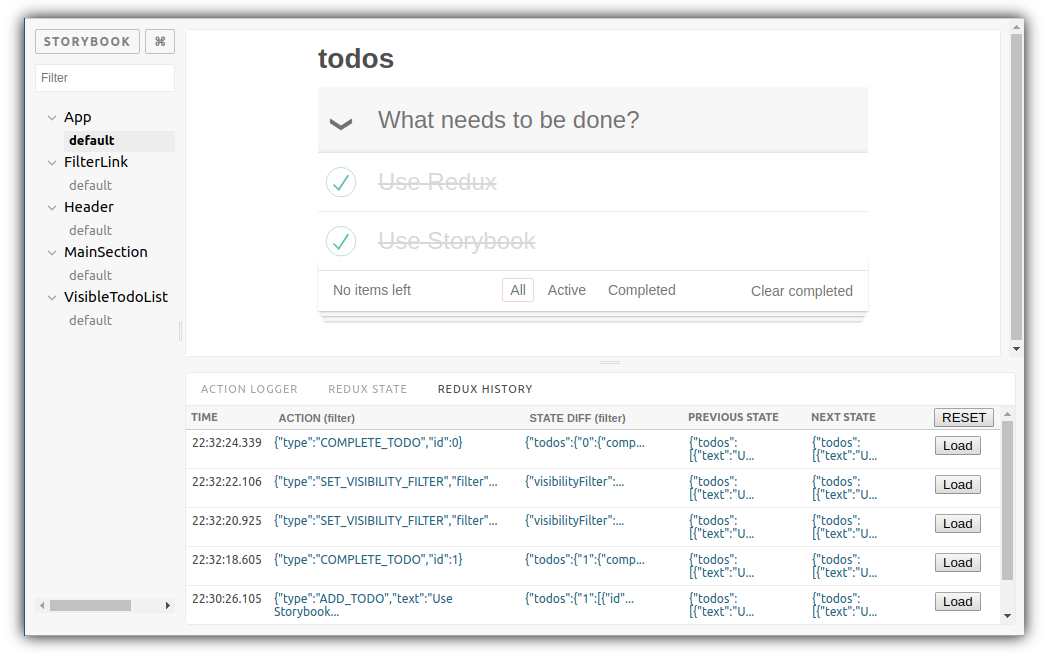 STORYBOOK ⌘
Filter
App
default
FilterLink
default
Header
default
MainSection
default
VisibleTodoList
default
todos
What needs to be done?
Use Redux
Use Storybook
No items left All Active Completed Clear completed
ACTION LOGGER REDUX STATE REDUX HISTORY
TIME ACTION (filter) STATE DIFF (filter) PREVIOUS STATE NEXT STATE RESET
22:32:24.339 {"type":"COMPLETE_TODO","id":0} {"todos":{"0":{"comp... {"todos": {"todos": Load
[{"text":"U... [{"text":"U...
22:32:22.106 {"type":"SET_VISIBILITY_FILTER","filter"... {"visibilityFilter":... {"todos": {"todos": Load
[{"text":"U... [{"text":"U...
22:32:20.925 {"type":"SET_VISIBILITY_FILTER","filter"... {"visibilityFilter":... {"todos": {"todos": Load
[{"text":"U... [{"text":"U...
22:32:18.605 {"type":"COMPLETE_TODO","id":1} {"todos":{"1":{"comp... {"todos": {"todos": Load
[{"text":"U... [{"text":"U...
22:30:26.105 {"type":"ADD_TODO","text":"Use {"todos":{"1":[{"id"... {"todos": {"todos": Load
Storybook... [{"text":"U... [{"text":"U...